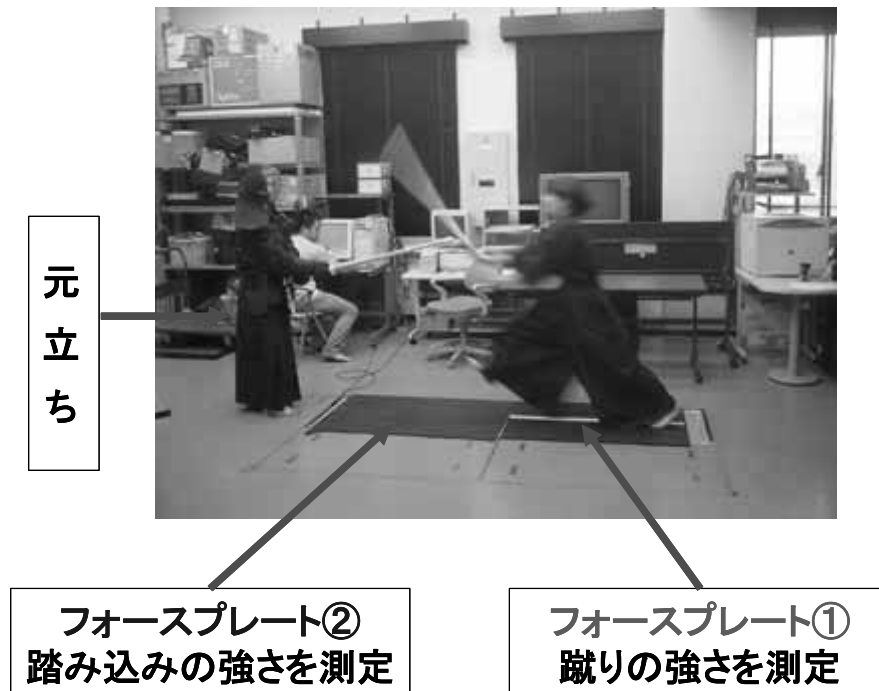 元立ち
フォースプレート②
踏み込みの強さを測定
フォースプレート①
蹴りの強さを測定